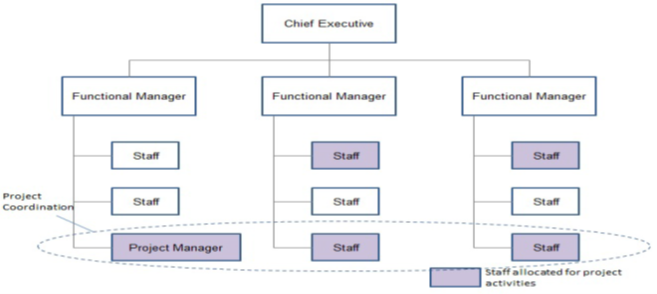 Chief Executive
Functional Manager
Functional Manager
Functional Manager
Staff
Staff
Staff
Staff
Staff
Staff
Project
Coordination
Project Manager
Staff
Staff
Staff allocated for project
activities